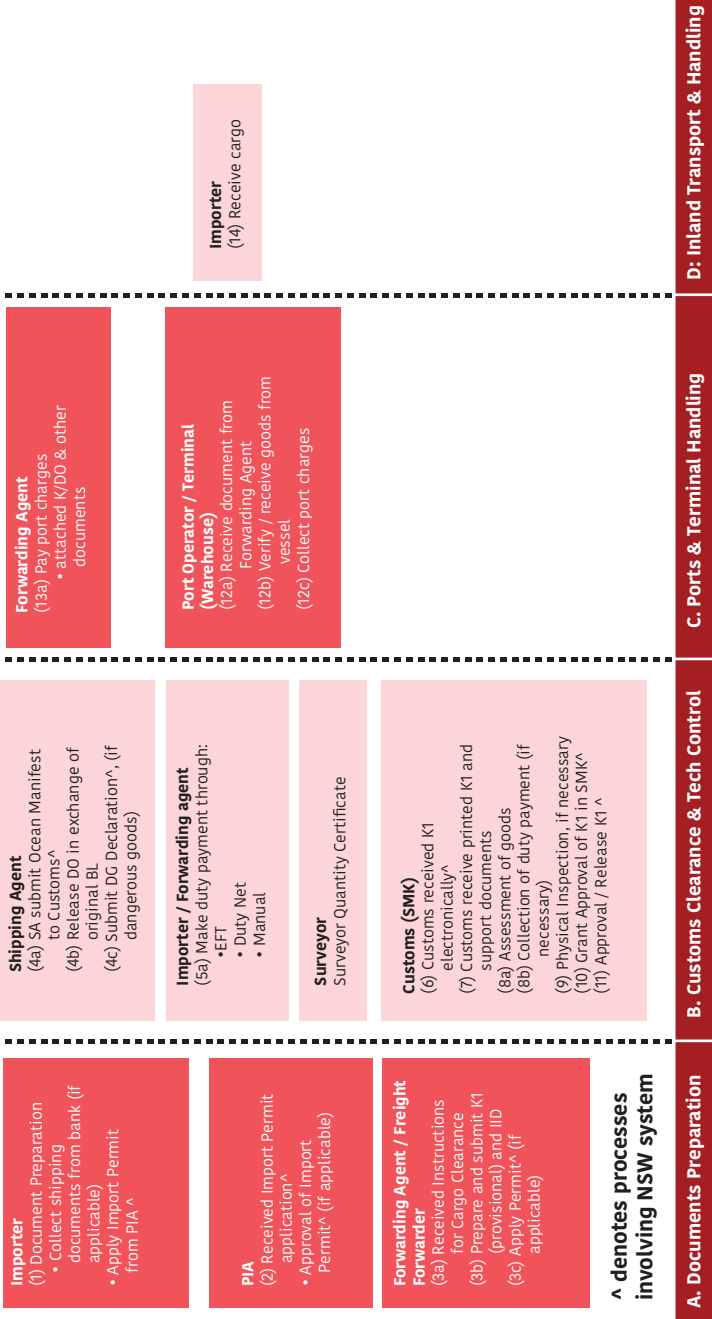 Importer
(1) Document Preparation
• Collect shipping
documents from bank (if
applicable)
• Apply Import Permit
from PIA ^
PIA
(2) Received Import Permit
application^
• Approval of Import
Permit^ (if applicable)
Forwarding Agent / Freight
Forwarder
(3a) Received Instructions
for Cargo Clearance
(3b) Prepare and submit K1
(provisional) and IID
(3c) Apply Permit^ (if
applicable)
^ denotes processes
involving NSW system
A. Documents Preparation
Shipping Agent
(4a) SA submit Ocean Manifest
to Customs^
(4b) Release DO in exchange of
original BL
(4c) Submit DG Declaration^, (if
dangerous goods)
Importer / Forwarding agent
(5a) Make duty payment through:
•EFT
• Duty Net
• Manual
Surveyor
Surveyor Quantity Certificate
Customs (SMK)
(6) Customs received K1
electronically^
(7) Customs receive printed K1 and
support documents
(8a) Assessment of goods
(8b) Collection of duty payment (if
necessary)
(9) Physical Inspection, if necessary
(10) Grant Approval of K1 in SMK^
(11) Approval / Release K1 ^
B. Customs Clearance & Tech Control
Forwarding Agent
(13a) Pay port charges
• attached K/DO & other
documents
Port Operator / Terminal
(Warehouse)
(12a) Receive document from
Forwarding Agent
(12b) Verify / receive goods from
vessel
(12c) Collect port charges
C. Ports & Terminal Handling
Importer
(14) Receive cargo
D: Inland Transport & Handling